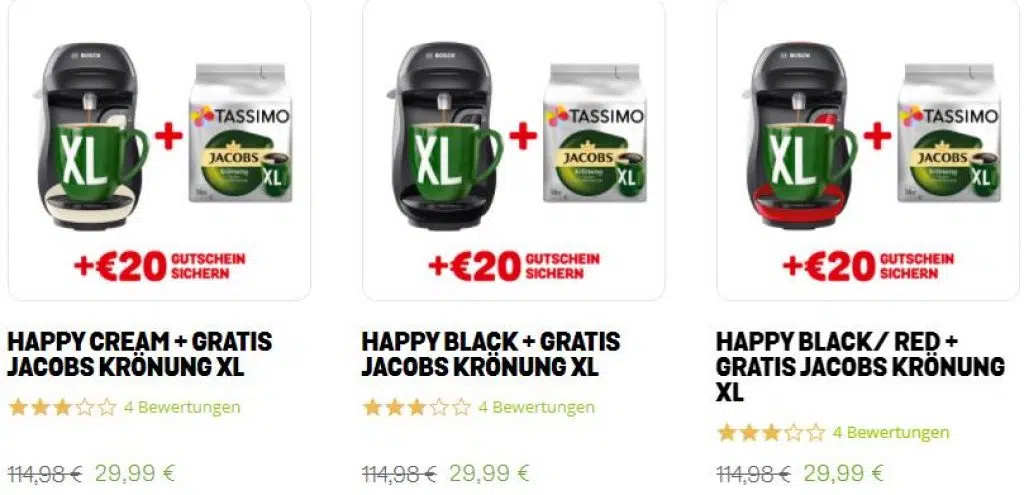 BOSCH
XL
+
TASSIMO
JACOBS
Krönung
XL
+€20 GUTSCHEIN
SICHERN
HAPPY CREAM + GRATIS
JACOBS KRÖNUNG XL
4 Bewertungen
114,98 € 29,99 €
BOSCH
XL
+
TASSIMO
JACOBS
Krönung
XL
+€20 GUTSCHEIN
SICHERN
HAPPY BLACK + GRATIS
JACOBS KRÖNUNG XL
4 Bewertungen
114,98 € 29,99 €
BOSCH
XL
+
TASSIMO
JACOBS
Krönung
XL
+€20 GUTSCHEIN
SICHERN
HAPPY BLACK/ RED +
GRATIS JACOBS KRÖNUNG
XL
4 Bewertungen
114,98 € 29,99 €